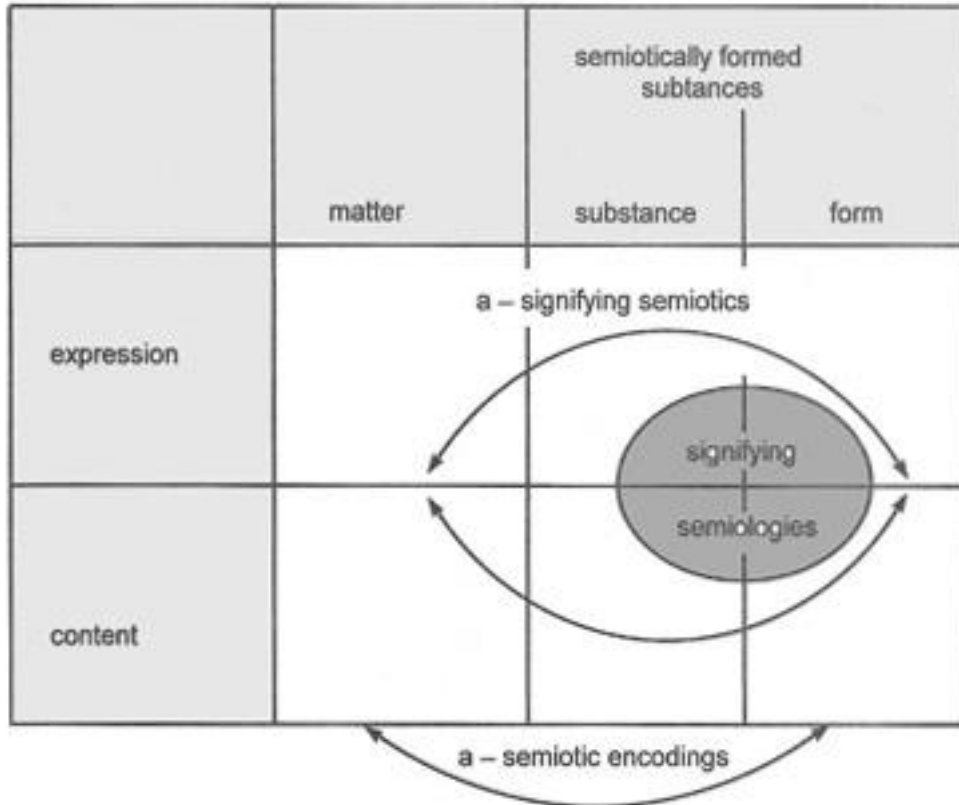 semiotically formed
subtances
matter
substance
form
a – signifying semiotics
expression
signifying
semiologies
content
a – semiotic encodings